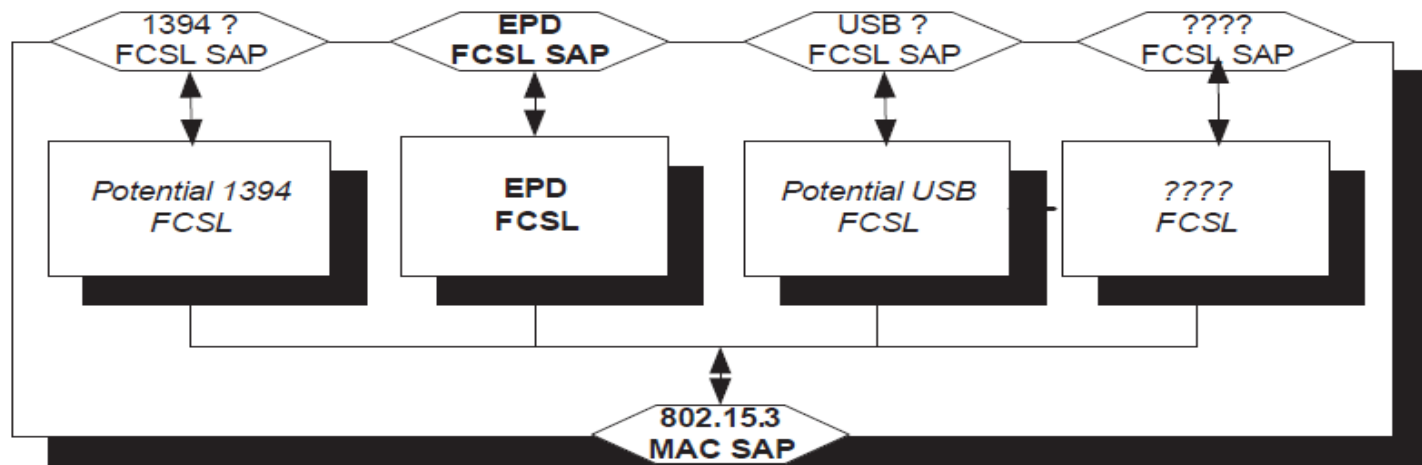 1394 ?
FCSL SAP
EPD
FCSL SAP
USB ?
FCSL SAP
????
FCSL SAP
Potential 1394
FCSL
EPD
FCSL
Potential USB
FCSL
????
FCSL
802.15.3
MAC SAP